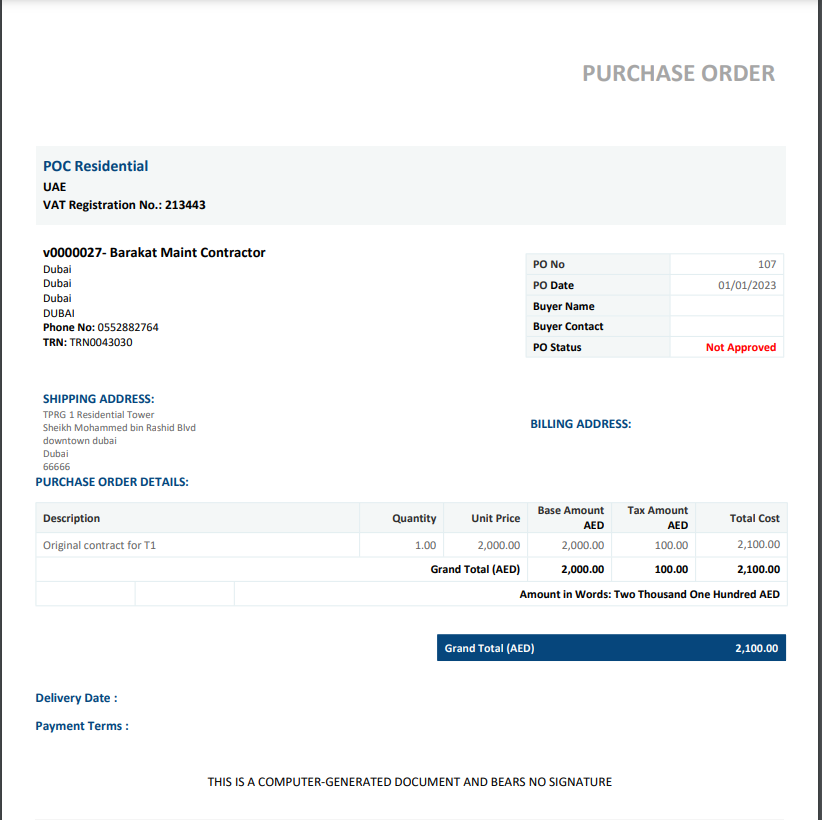 PURCHASE ORDER
POC Residential
UAE
VAT Registration No.: 213443
v0000027- Barakat Maint Contractor
Dubai
Dubai
Dubai
DUBAI
Phone No: 0552882764
TRN: TRN0043030
PO No 107
PO Date 01/01/2023
Buyer Name
Buyer Contact
PO Status Not Approved
SHIPPING ADDRESS:
TPRG 1 Residential Tower
Sheikh Mohammed bin Rashid Blvd
downtown dubai
Dubai
66666
BILLING ADDRESS:
PURCHASE ORDER DETAILS:
Description Quantity Unit Price Base Amount AED Tax Amount AED Total Cost
Original contract for T1 1.00 2,000.00 2,000.00 100.00 2,100.00
Grand Total (AED) 2,000.00 100.00 2,100.00
Amount in Words: Two Thousand One Hundred AED
Grand Total (AED) 2,100.00
Delivery Date :
Payment Terms :
THIS IS A COMPUTER-GENERATED DOCUMENT AND BEARS NO SIGNATURE